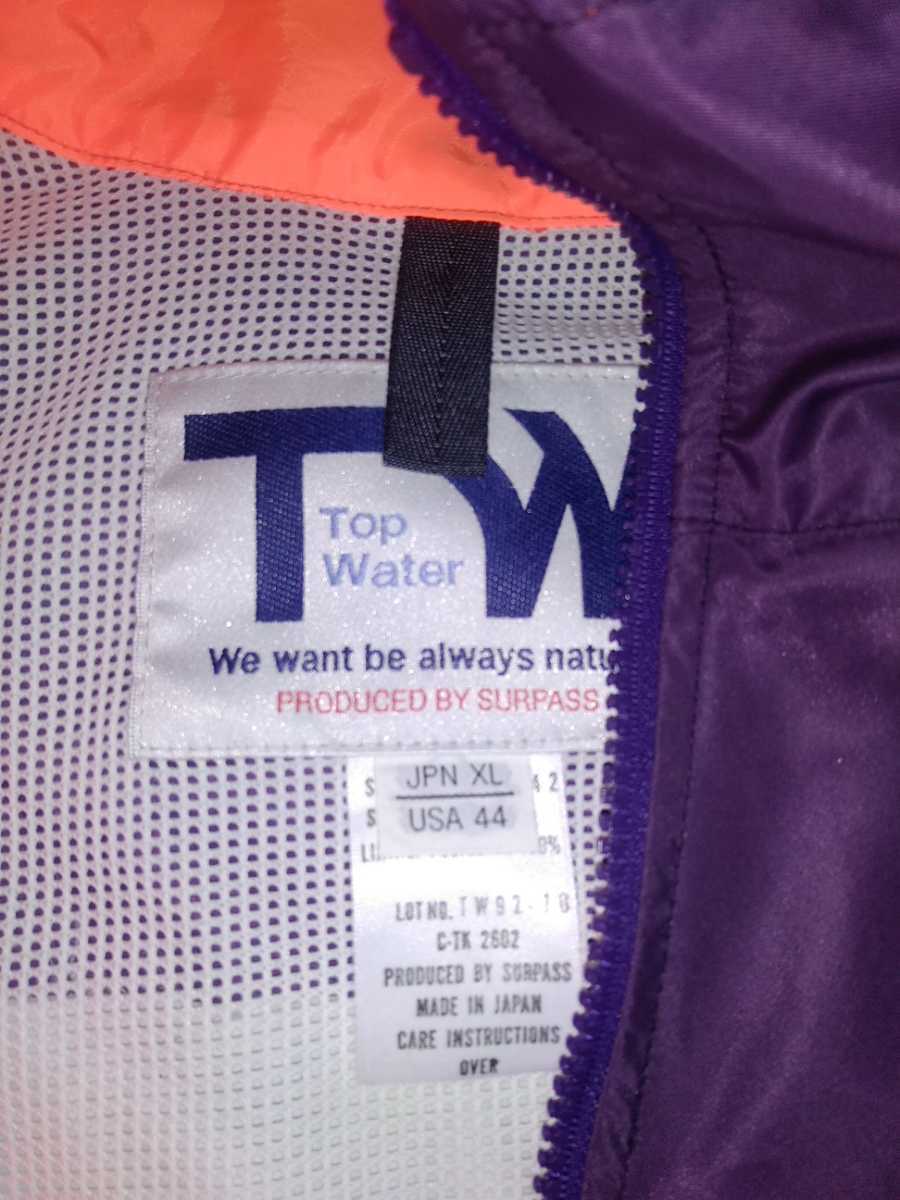 TW
Top
Water
We want be always natu
PRODUCED BY SURPASS
JPN XL
USA 44
LOT NO. TW92-18
C-TK 2602
PRODUCED BY SURPASS
MADE IN JAPAN
CARE INSTRUCTIONS
OVER